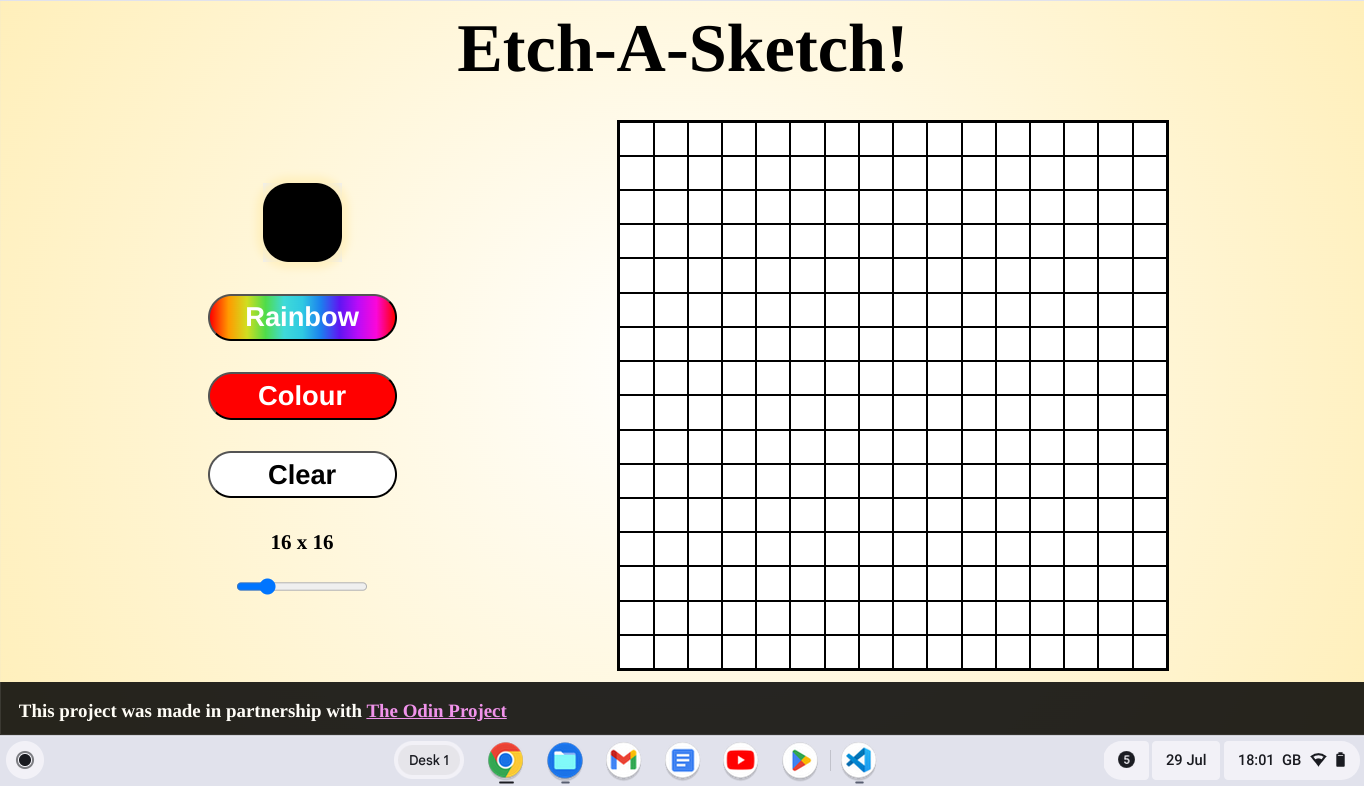 Etch-A-Sketch!
Rainbow
Colour
Clear
16 x 16
This project was made in partnership with The Odin Project
Desk 1
5
29 Jul
18:01 GB